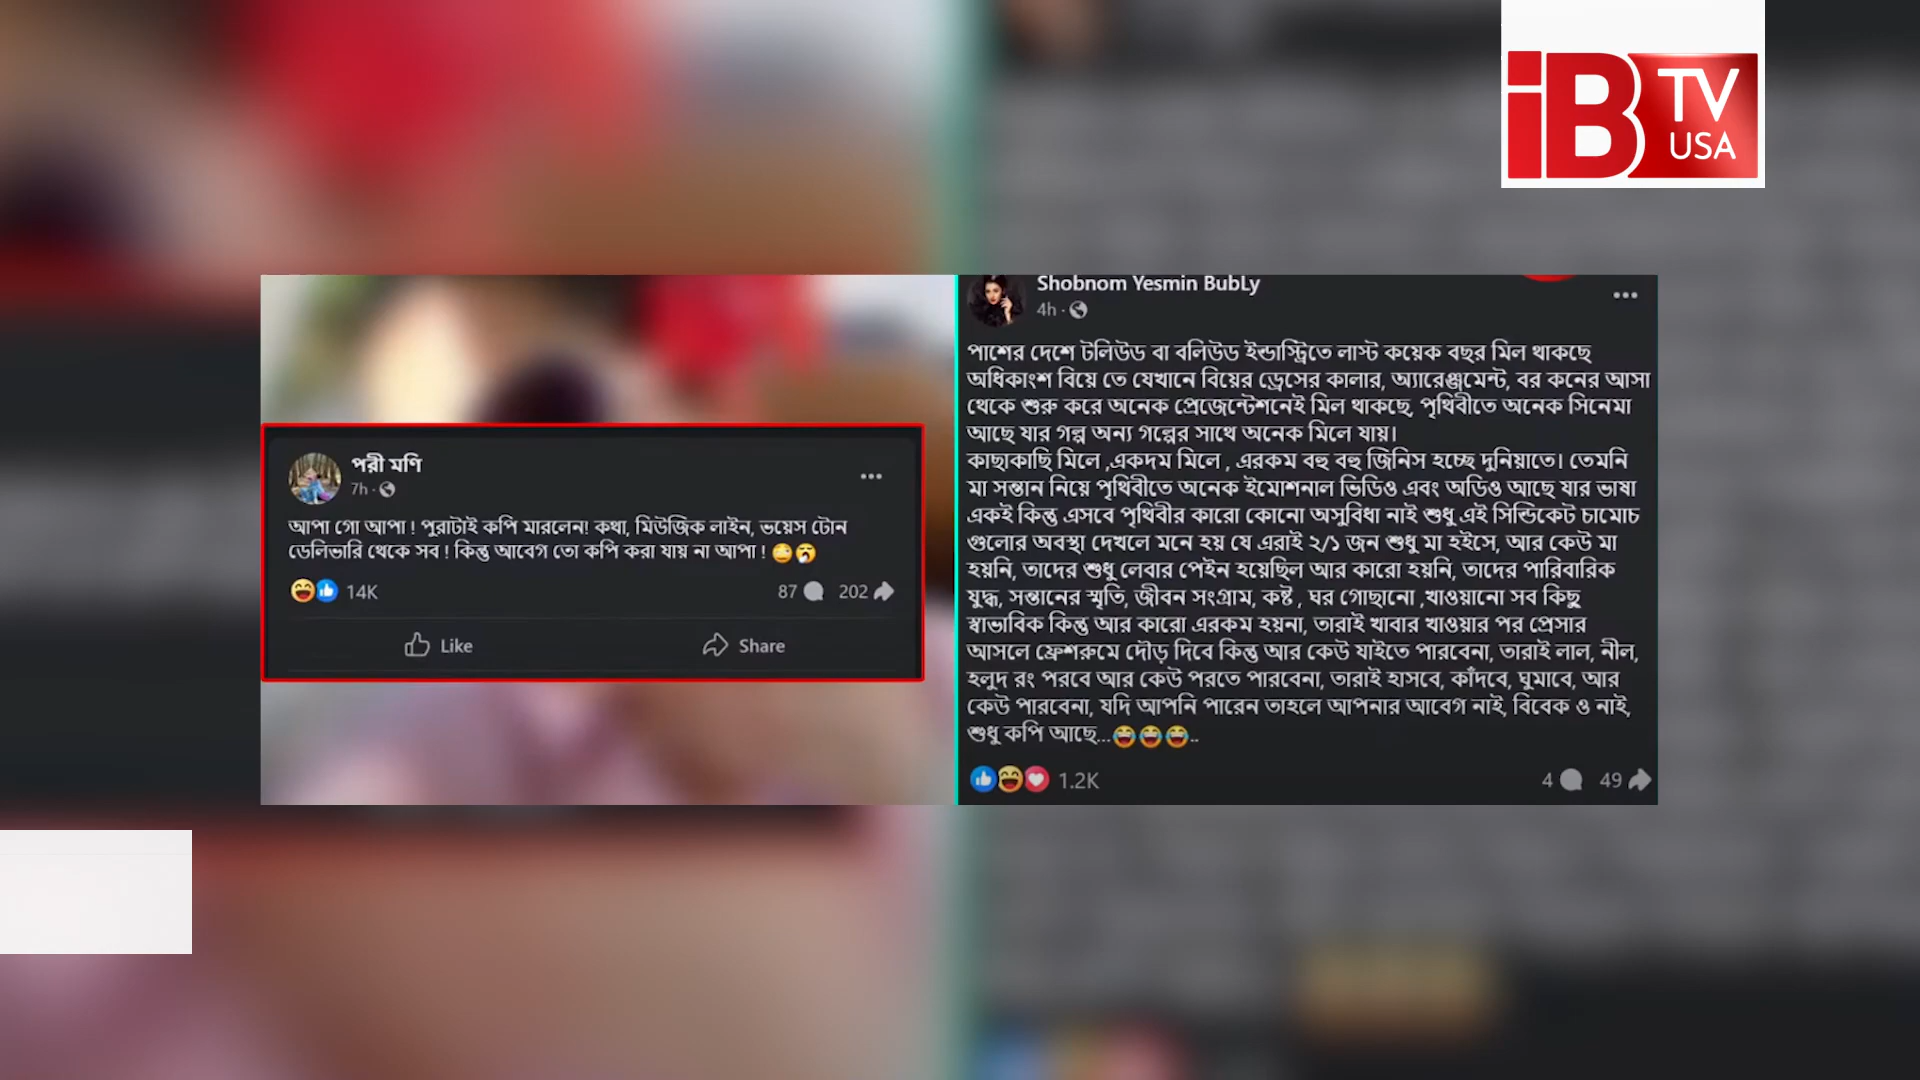 iB TV USA
পরী মণি
7h
আপা গো আপা ! পুরাটাই কপি মারলেন! কথা, মিউজিক লাইন, ভয়েস টোন
ডেলিভারি থেকে সব ! কিন্তু আবেগ তো কপি করা যায় না আপা !
14K
87 202
Like Share
Shobnom Yesmin BubLy
4h
পাশের দেশে টলিউড বা বলিউড ইন্ডাস্ট্রিতে লাস্ট কয়েক বছর মিল থাকছে
অধিকাংশ বিয়ে তে যেখানে বিয়ের ড্রেসের কালার, অ্যারেঞ্জমেন্ট, বর কনের আসা
থেকে শুরু করে অনেক প্রেজেন্টেশনেই মিল থাকছে, পৃথিবীতে অনেক সিনেমা
আছে যার গল্প অন্য গল্পের সাথে অনেক মিলে যায়।
কাছাকাছি মিলে ,একদম মিলে , এরকম বহু বহু জিনিস হচ্ছে দুনিয়াতে। তেমনি
মা সন্তান নিয়ে পৃথিবীতে অনেক ইমোশনাল ভিডিও এবং অডিও আছে যার ভাষা
একই কিন্তু এসবে পৃথিবীর কারো কোনো অসুবিধা নাই শুধু এই সিন্ডিকেট চামোচ
গুলোর অবস্থা দেখলে মনে হয় যে এরাই ২/১ জন শুধু মা হইসে, আর কেউ মা
হয়নি, তাদের শুধু লেবার পেইন হয়েছিল আর কারো হয়নি, তাদের পারিবারিক
যুদ্ধ, সন্তানের স্মৃতি, জীবন সংগ্রাম, কষ্ট , ঘর গোছানো ,খাওয়ানো সব কিছু
স্বাভাবিক কিন্তু আর কারো এরকম হয়না, তারাই খাবার খাওয়ার পর প্রেসার
আসলে ফ্রেশরুমে দৌড় দিবে কিন্তু আর কেউ যাইতে পারবেনা, তারাই লাল, নীল,
হলুদ রং পরবে আর কেউ পরতে পারবেনা, তারাই হাসবে, কাঁদবে, ঘুমাবে, আর
কেউ পারবেনা, যদি আপনি পারেন তাহলে আপনার আবেগ নাই, বিবেক ও নাই,
শুধু কপি আছে...😂😂😂..
1.2K
4 49